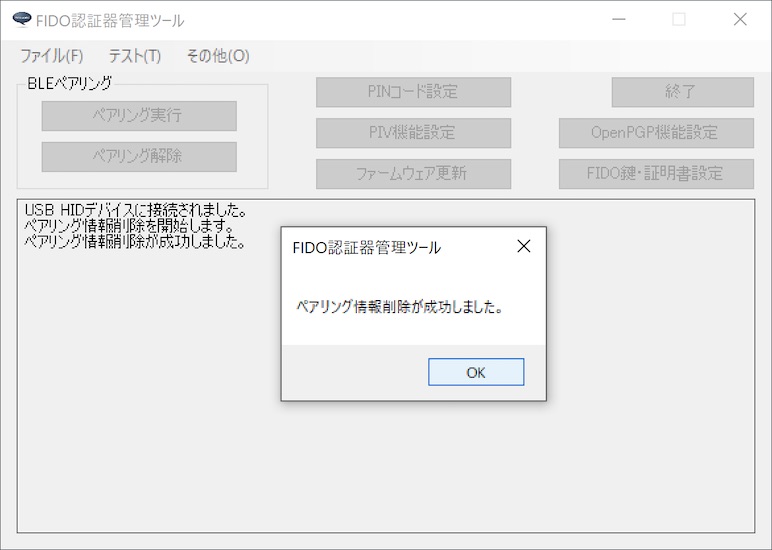 FIDO認証器管理ツール
ファイル(F) テスト(T) その他(O)
BLEペアリング
ペアリング実行
ペアリング解除
PINコード設定
PIV機能設定
ファームウェア更新
終了
OpenPGP機能設定
FIDO鍵・証明書設定
USB HIDデバイスに接続されました。
ペアリング情報削除を開始します。
ペアリング情報削除が成功しました。
FIDO認証器管理ツール
ペアリング情報削除が成功しました。
OK